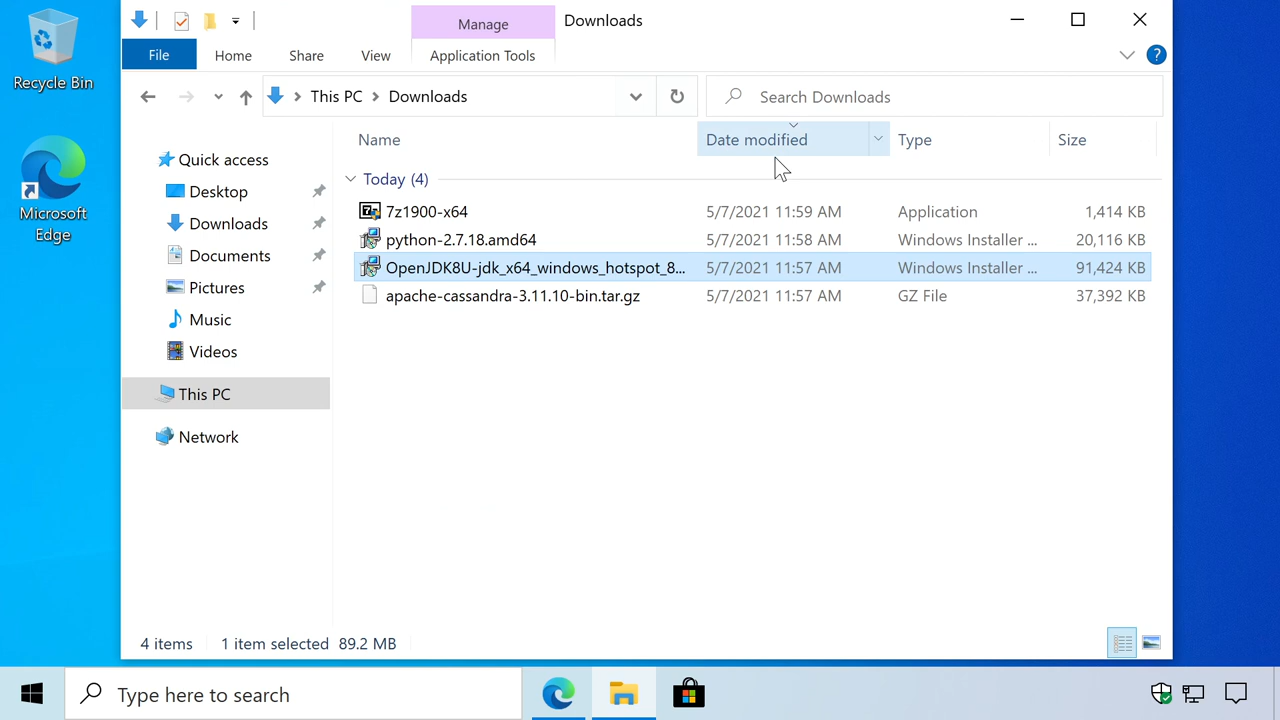 Recycle Bin
Microsoft
Edge
Manage
Downloads
File
Home
Share
View
Application Tools
?
This PC
Downloads
Search Downloads
Name
Date modified
Type
Size
Quick access
Desktop
Downloads
Documents
Pictures
Music
Videos
This PC
Network
Today (4)
7z1900-x64 5/7/2021 11:59 AM Application 1,414 KB
python-2.7.18.amd64 5/7/2021 11:58 AM Windows Installer ... 20,116 KB
OpenJDK8U-jdk_x64_windows_hotspot_8... 5/7/2021 11:57 AM Windows Installer ... 91,424 KB
apache-cassandra-3.11.10-bin.tar.gz 5/7/2021 11:57 AM GZ File 37,392 KB
4 items
1 item selected 89.2 MB
Type here to search